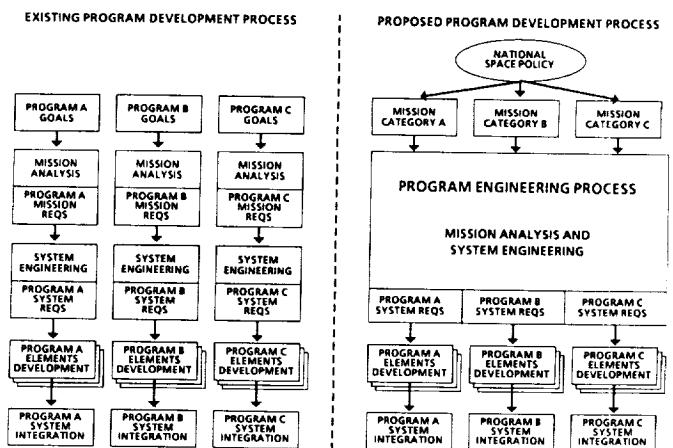 EXISTING PROGRAM DEVELOPMENT PROCESS
PROGRAM A
GOALS
PROGRAM B
GOALS
PROGRAM C
GOALS
MISSION
ANALYSIS
MISSION
ANALYSIS
MISSION
ANALYSIS
PROGRAM A
MISSION
REQS
PROGRAM B
MISSION
REQS
PROGRAM C
MISSION
REQS
SYSTEM
ENGINEERING
SYSTEM
ENGINEERING
SYSTEM
ENGINEERING
PROGRAM A
SYSTEM
REQS
PROGRAM B
SYSTEM
REQS
PROGRAM C
SYSTEM
REQS
PROGRAM A
ELEMENTS
DEVELOPMENT
PROGRAM B
ELEMENTS
DEVELOPMENT
PROGRAM C
ELEMENTS
DEVELOPMENT
PROGRAM A
SYSTEM
INTEGRATION
PROGRAM B
SYSTEM
INTEGRATION
PROGRAM C
SYSTEM
INTEGRATION
PROPOSED PROGRAM DEVELOPMENT PROCESS
NATIONAL
SPACE POLICY
MISSION
CATEGORY A
MISSION
CATEGORY B
MISSION
CATEGORY C
PROGRAM ENGINEERING PROCESS
MISSION ANALYSIS AND
SYSTEM ENGINEERING
PROGRAM A
SYSTEM REQS
PROGRAM B
SYSTEM REQS
PROGRAM C
SYSTEM REQS
PROGRAM A
ELEMENTS
DEVELOPMENT
PROGRAM B
ELEMENTS
DEVELOPMENT
PROGRAM C
ELEMENTS
DEVELOPMENT
PROGRAM A
SYSTEM
INTEGRATION
PROGRAM B
SYSTEM
INTEGRATION
PROGRAM C
SYSTEM
INTEGRATION